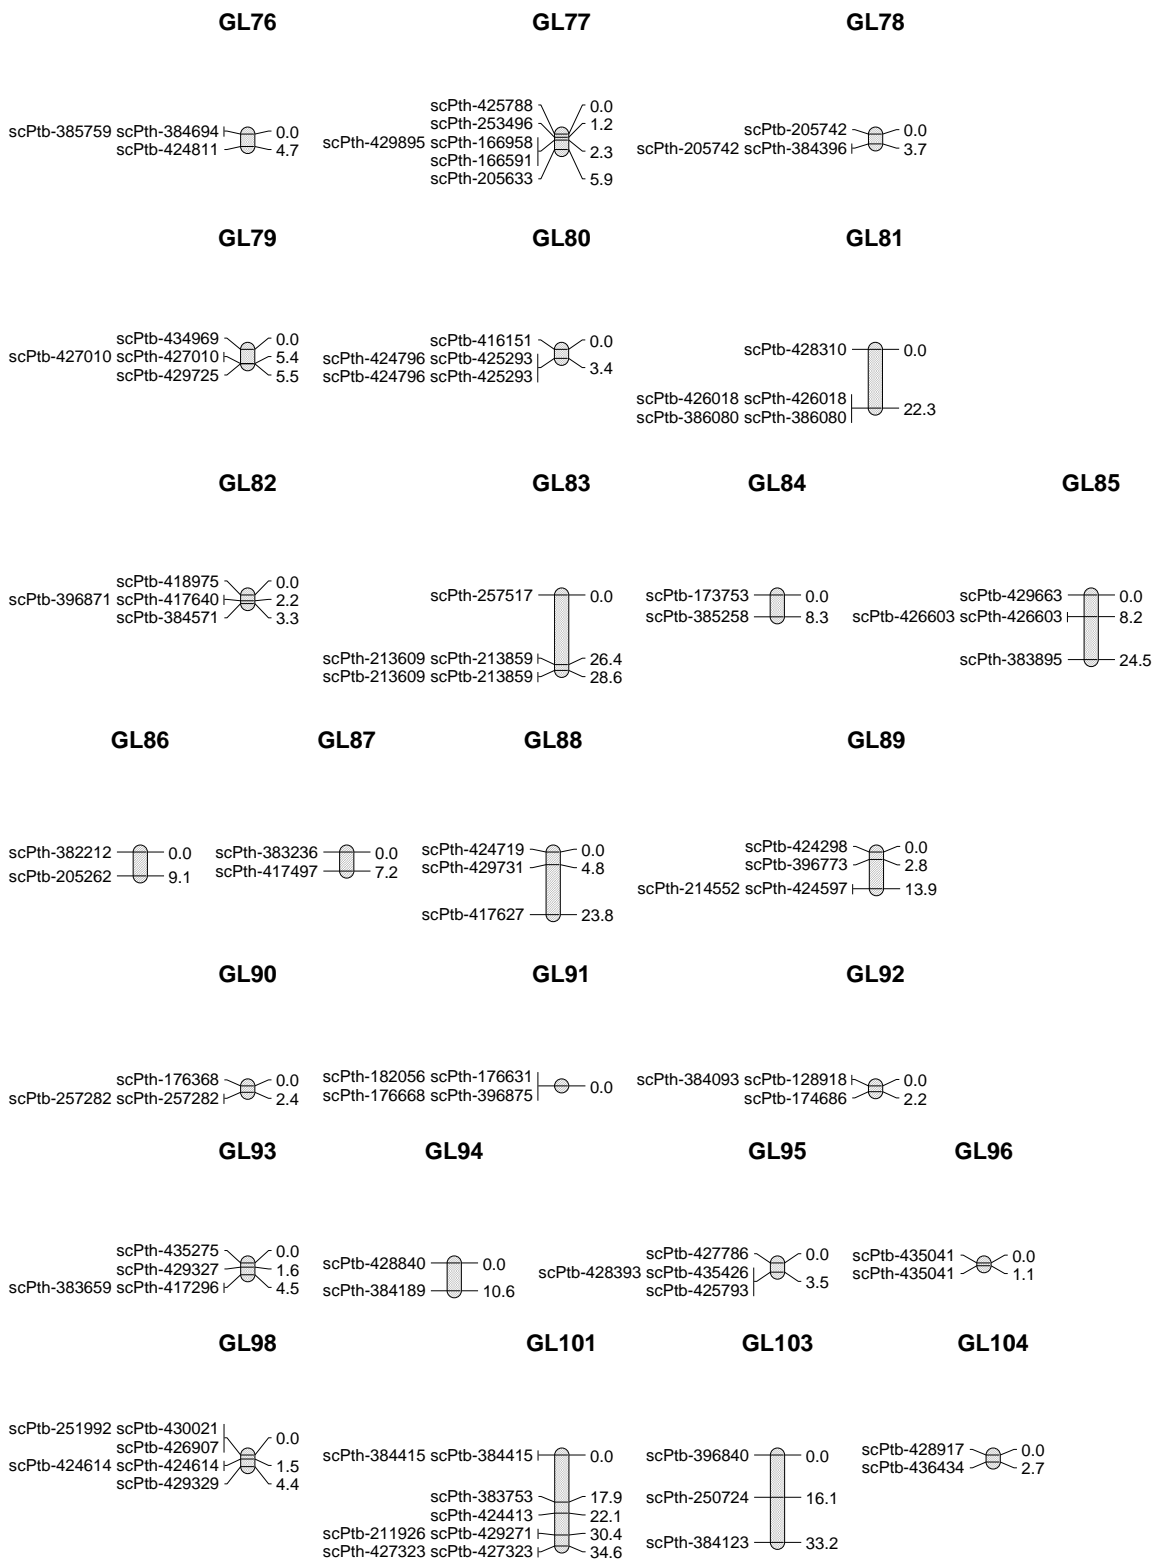 GL76
scPtb-385759 scPth-384694 0.0
scPtb-424811 4.7
GL77
scPth-425788 0.0
scPth-253496 1.2
scPth-429895 scPth-166958
scPth-166591 2.3
scPth-205633 5.9
GL78
scPtb-205742 0.0
scPth-205742 scPth-384396 3.7
GL79
scPtb-434969 0.0
scPtb-427010 scPth-427010 5.4
scPtb-429725 5.5
GL80
scPtb-416151 0.0
scPth-424796 scPtb-425293
scPtb-424796 scPth-425293 3.4
GL81
scPtb-428310 0.0
scPtb-426018 scPth-426018
scPtb-386080 scPth-386080 22.3
GL82
scPtb-418975 0.0
scPtb-396871 scPth-417640 2.2
scPtb-384571 3.3
GL83
scPth-257517 0.0
scPth-213609 scPth-213859 26.4
scPtb-213609 scPtb-213859 28.6
GL84
scPtb-173753 0.0
scPtb-385258 8.3
GL85
scPtb-429663 0.0
scPtb-426603 scPth-426603 8.2
scPth-383895 24.5
GL86
scPth-382212 0.0
scPtb-205262 9.1
GL87
scPth-383236 0.0
scPth-417497 7.2
GL88
scPth-424719 0.0
scPth-429731 4.8
scPtb-417627 23.8
GL89
scPtb-424298 0.0
scPtb-396773 2.8
scPth-214552 scPth-424597 13.9
GL90
scPth-176368 0.0
scPtb-257282 scPth-257282 2.4
GL91
scPth-182056 scPth-176631
scPth-176668 scPth-396875 0.0
GL92
scPth-384093 scPtb-128918 0.0
scPtb-174686 2.2
GL93
scPth-435275 0.0
scPth-429327 1.6
scPth-383659 scPth-417296 4.5
GL94
scPtb-428840 0.0
scPth-384189 10.6
GL95
scPtb-427786 0.0
scPtb-428393 scPtb-435426
scPtb-425793 3.5
GL96
scPtb-435041 0.0
scPth-435041 1.1
GL98
scPtb-251992 scPtb-430021
scPtb-426907 0.0
scPtb-424614 scPth-424614 1.5
scPtb-429329 4.4
GL101
scPth-384415 scPtb-384415 0.0
scPth-383753 17.9
scPth-424413 22.1
scPtb-211926 scPtb-429271 30.4
scPth-427323 scPtb-427323 34.6
GL103
scPtb-396840 0.0
scPth-250724 16.1
scPth-384123 33.2
GL104
scPtb-428917 0.0
scPtb-436434 2.7